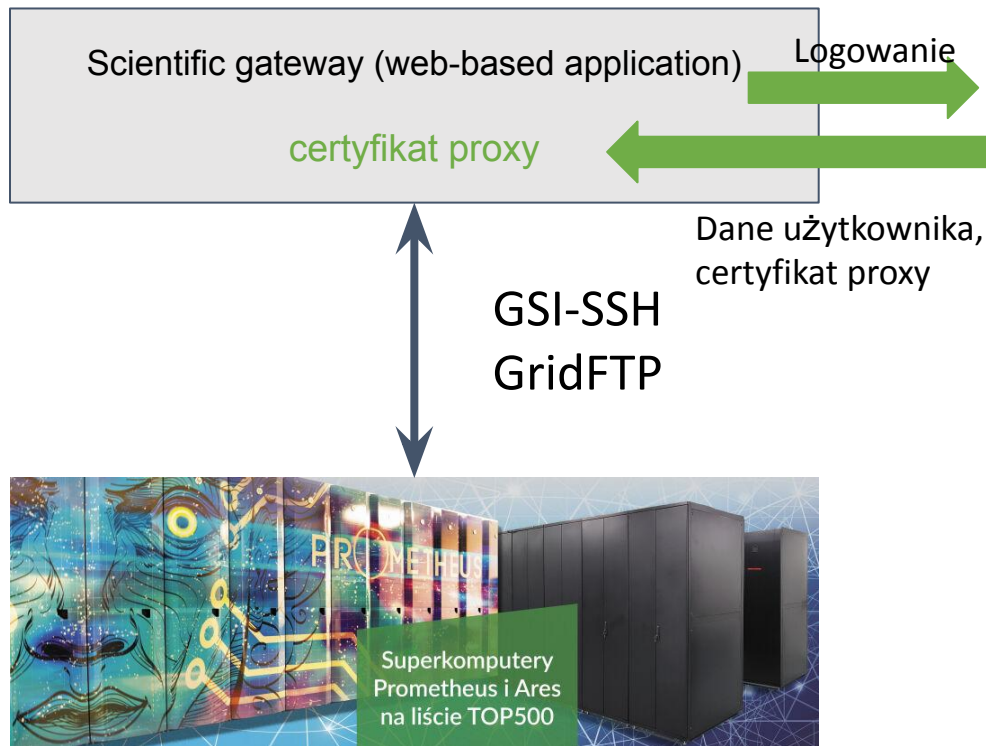 Scientific gateway (web-based application)
Logowanie
certyfikat proxy
Dane użytkownika,
certyfikat proxy
GSI-SSH
GridFTP
PROMETHEUS
Superkomputery
Prometheus i Ares
na liście TOP500